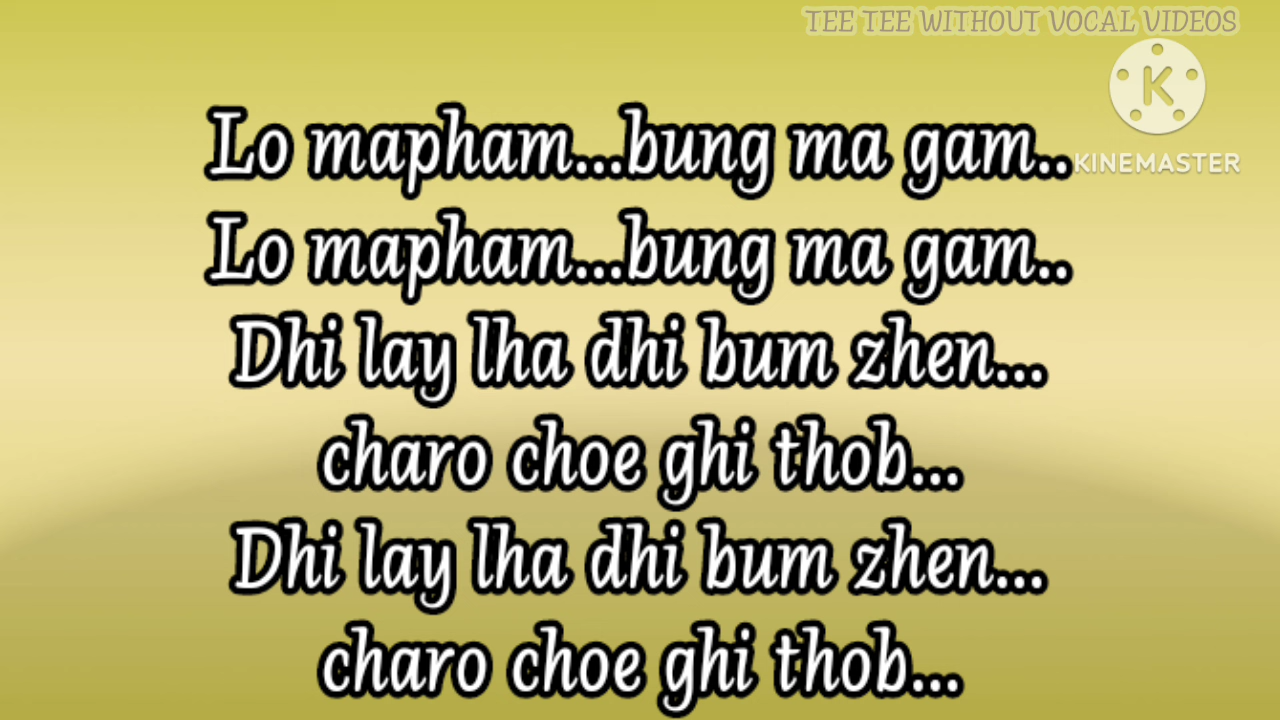 TEE TEE WITHOUT VOCAL VIDEOS
K
KINEMASTER
Lo mapham...bung ma gam..
Lo mapham...bung ma gam..
Dhi lay lha dhi bum zhen...
charo choe ghi thob...
Dhi lay lha dhi bum zhen...
charo choe ghi thob...